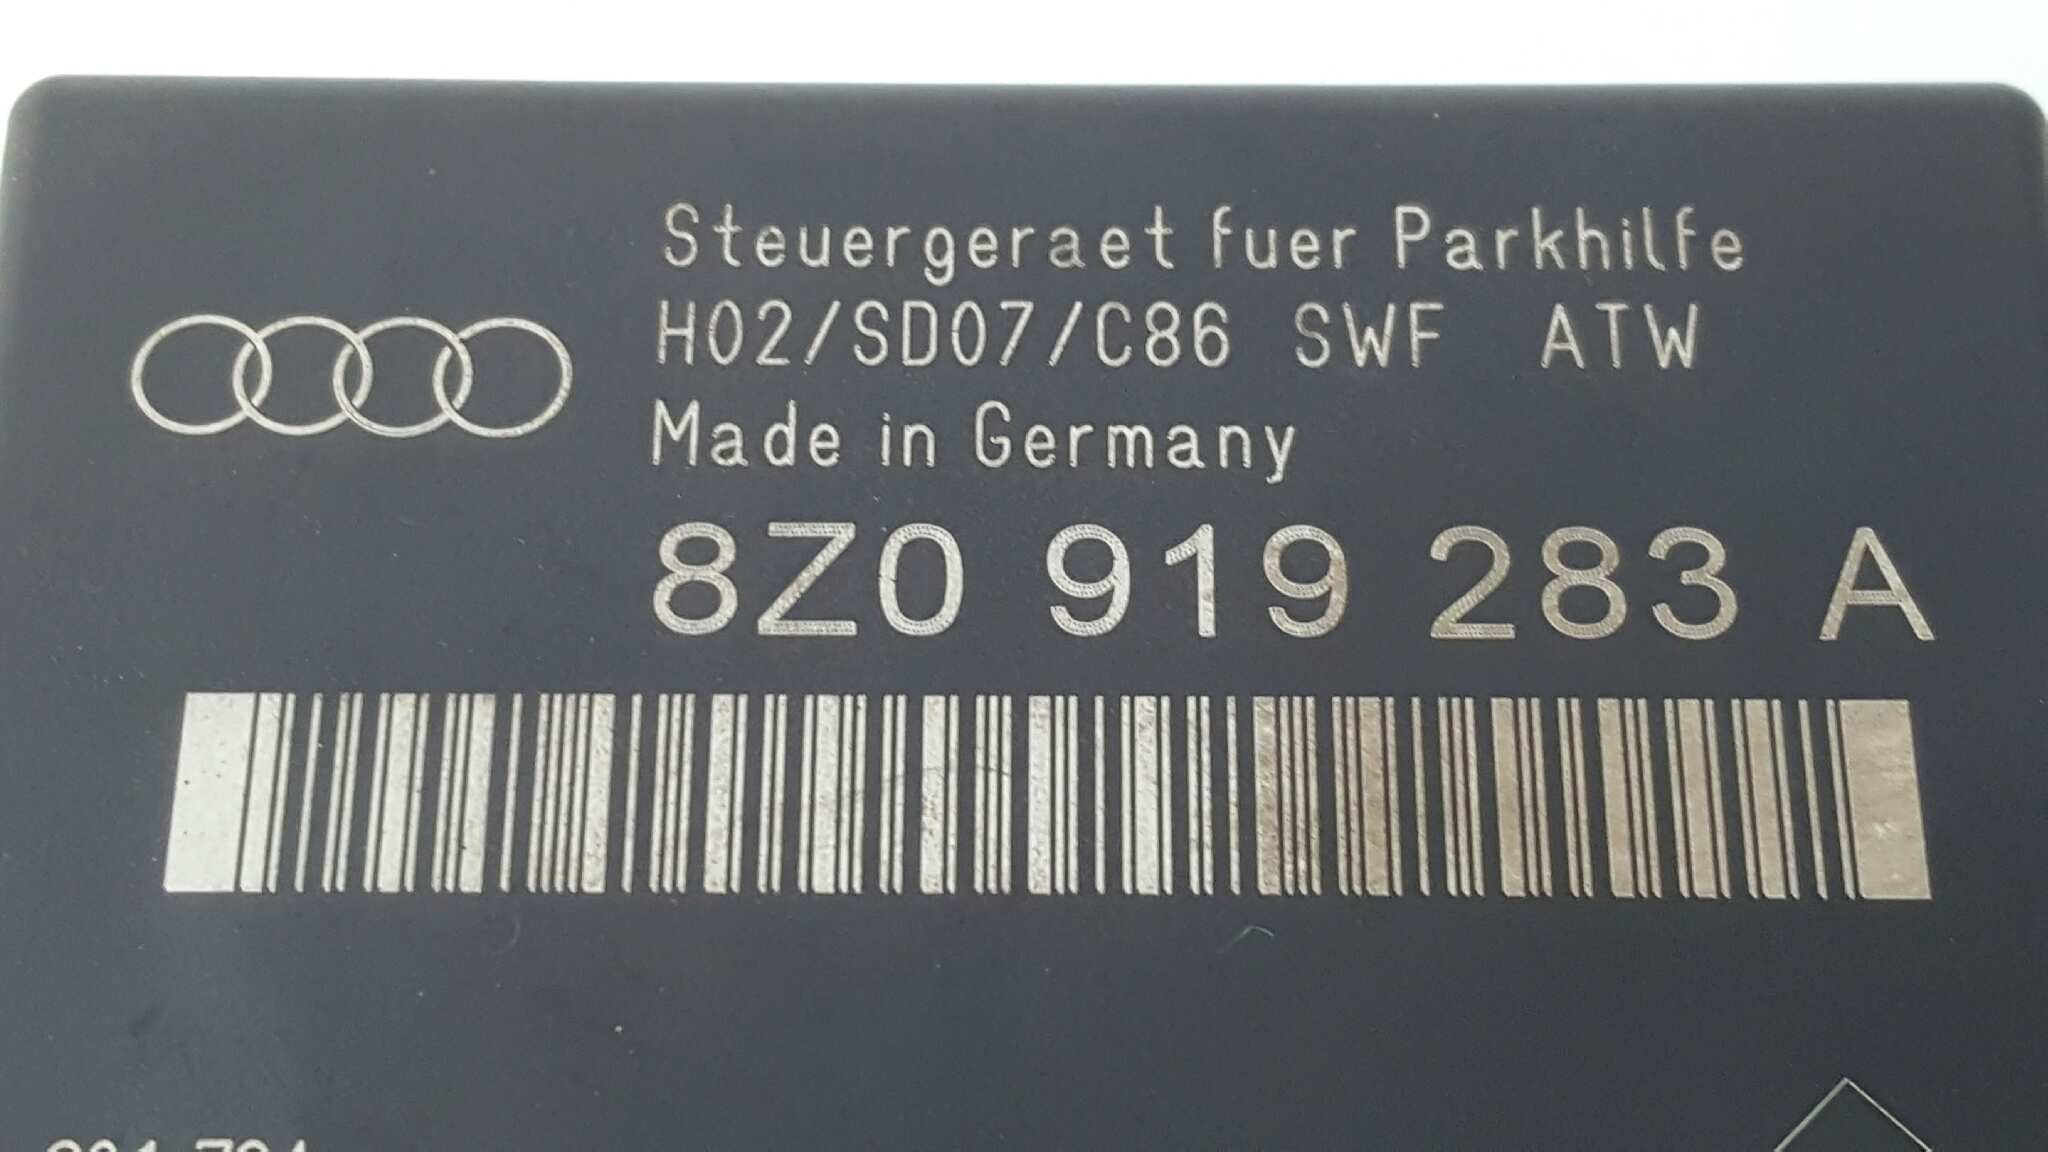 Steuergeraet fuer Parkhilfe
H02/SD07/C86 SWF ATW
Made in Germany
8Z0 919 283 A